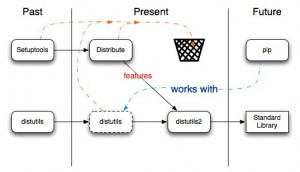 Past
Present
Future
Setuptools
Distribute
pip
features
works with
distutils
distutils
distutils2
Standard
Library